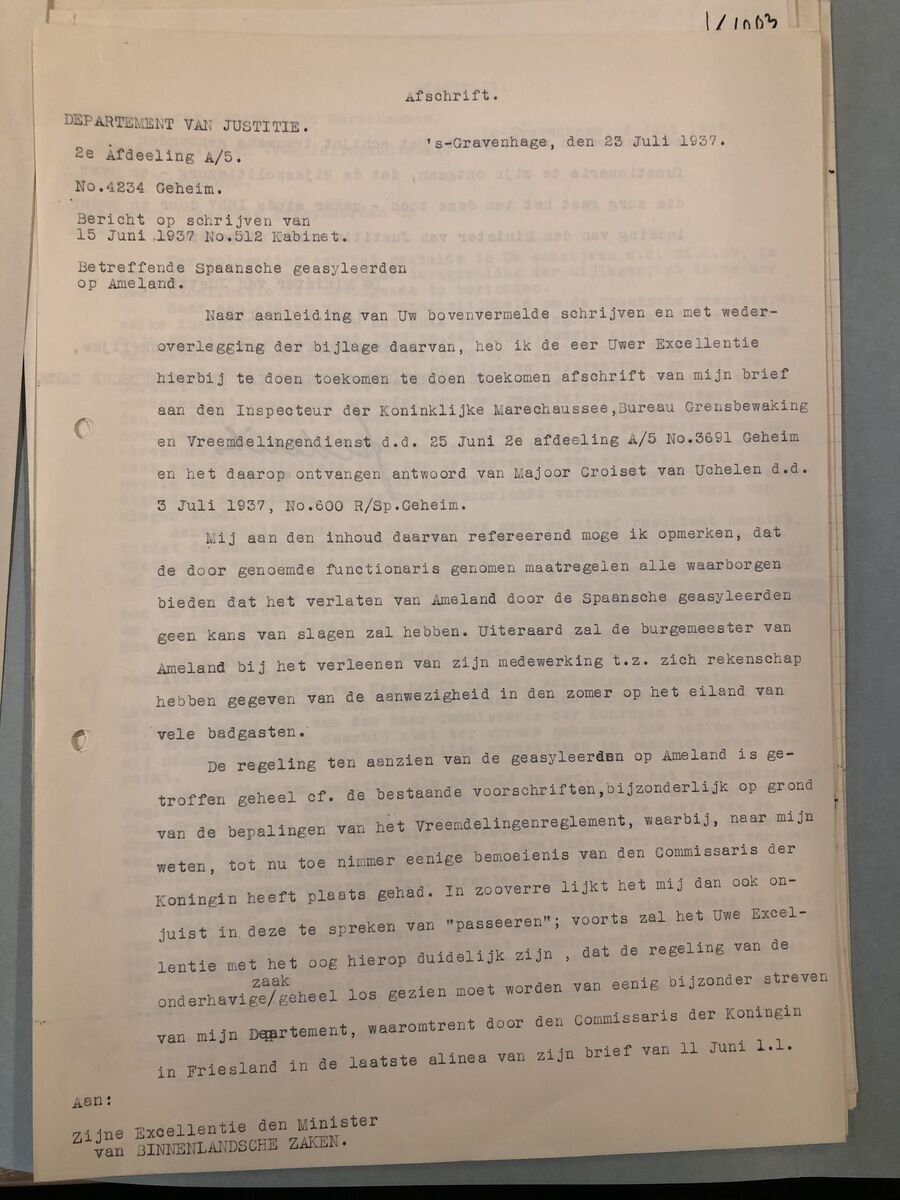 1/1003
Afschrift.
DEPARTEMENT VAN JUSTITIE.
's-Gravenhage, den 23 Juli 1937.
2e Afdeeling A/5.
No.4234 Geheim.
Bericht op schrijven van
15 Juni 1937 No.512 Kabinet.
Betreffende Spaansche geasyleerden
op Ameland.
Naar aanleiding van Uw bovenvermelde schrijven en met weder-
overlegging der bijlage daarvan, heb ik de eer Uwer Excellentie
hierbij te doen toekomen te doen toekomen afschrift van mijn brief
aan den Inspecteur der Koninklijke Marechaussee,Bureau Grensbewaking
en Vreemdelingendienst d.d. 25 Juni 2e afdeeling A/5 No.3691 Geheim
en het daarop ontvangen antwoord van Majoor Croiset van Uchelen d.d.
3 Juli 1937, No.600 R/Sp.Geheim.
Mij aan den inhoud daarvan refereerend moge ik opmerken, dat
de door genoemde functionaris genomen maatregelen alle waarborgen
bieden dat het verlaten van Ameland door de Spaansche geasyleerden
geen kans van slagen zal hebben. Uiteraard zal de burgemeester van
Ameland bij het verleenen van zijn medewerking t.z. zich rekenschap
hebben gegeven van de aanwezigheid in den zomer op het eiland van
vele badgasten.
De regeling ten aanzien van de geasyleerden op Ameland is ge-
troffen geheel cf. de bestaande voorschriften,bijzonderlijk op grond
van de bepalingen van het Vreemdelingenreglement, waarbij, naar mijn
weten, tot nu toe nimmer eenige bemoeienis van den Commissaris der
Koningin heeft plaats gehad. In zooverre lijkt het mij dan ook on-
juist in deze te spreken van "passeeren"; voorts zal het Uwe Excel-
lentie met het oog hierop duidelijk zijn , dat de regeling van de
zaak
onderhavige/geheel los gezien moet worden van eenig bijzonder streven
van mijn Departement, waaromtrent door den Commissaris der Koningin
in Friesland in de laatste alinea van zijn brief van 11 Juni l.l.
Aan:
Zijne Excellentie den Minister
van BINNENLANDSCHE ZAKEN.